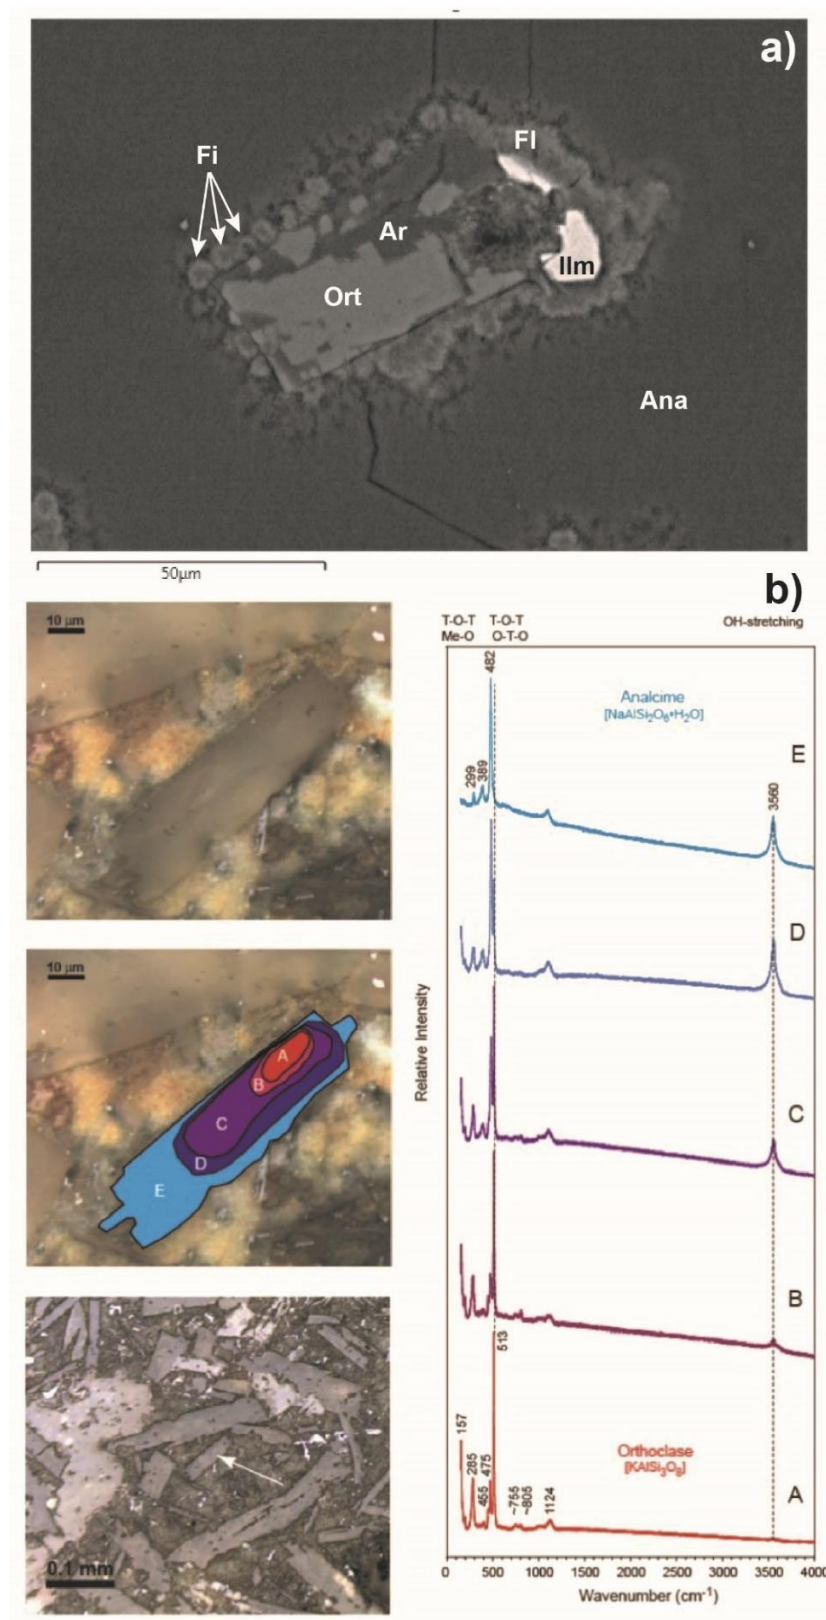 a)
Fl
Fi
Ar
Ilm
Ort
Ana
50μm
b)
10 μm
T-O-T T-O-T OH-stretching
Me-O O-T-O
482
Analcime
[NaAlSi₂O₆•H₂O]
E
299
389
3560
D
10 μm
A
B
C
D
E
Relative Intensity
C
B
513
157
Orthoclase
[KAlSi₃O₈]
285
455
475
~755
~805
1124
A
0.1 mm
0 500 1000 1500 2000 2500 3000 3500 4000
Wavenumber (cm⁻¹)